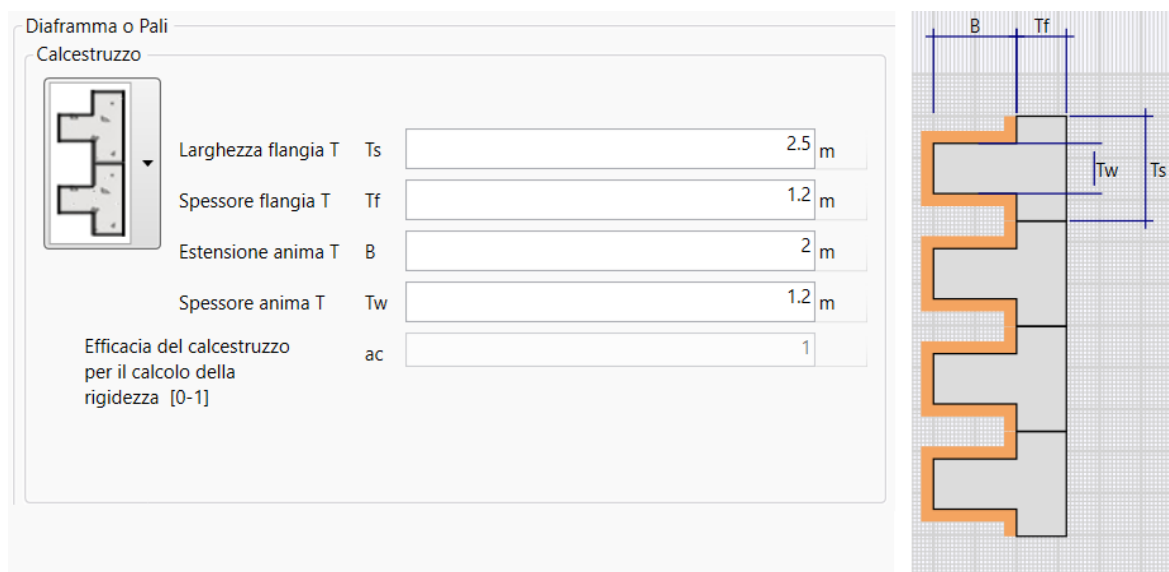 Diaframma o Pali
Calcestruzzo
Larghezza flangia T Ts 2.5 m
Spessore flangia T Tf 1.2 m
Estensione anima T B 2 m
Spessore anima T Tw 1.2 m
Efficacia del calcestruzzo
per il calcolo della
rigidezza [0-1]
ac 1
B Tf
Tw Ts